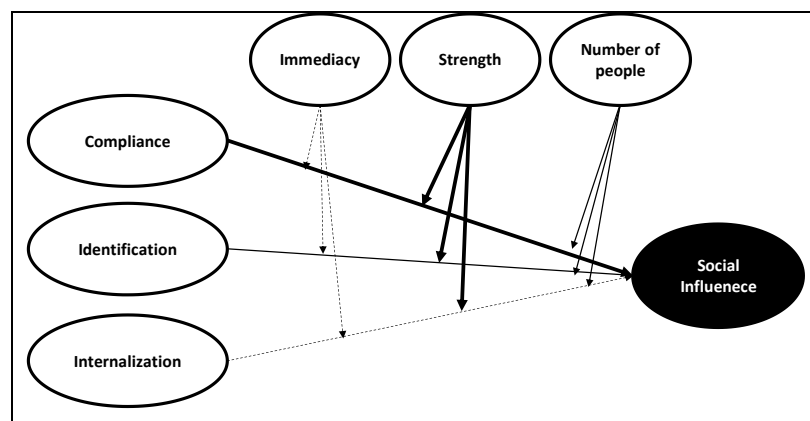 Immediacy
Strength
Number of
people
Compliance
Identification
Internalization
Social
Influenece